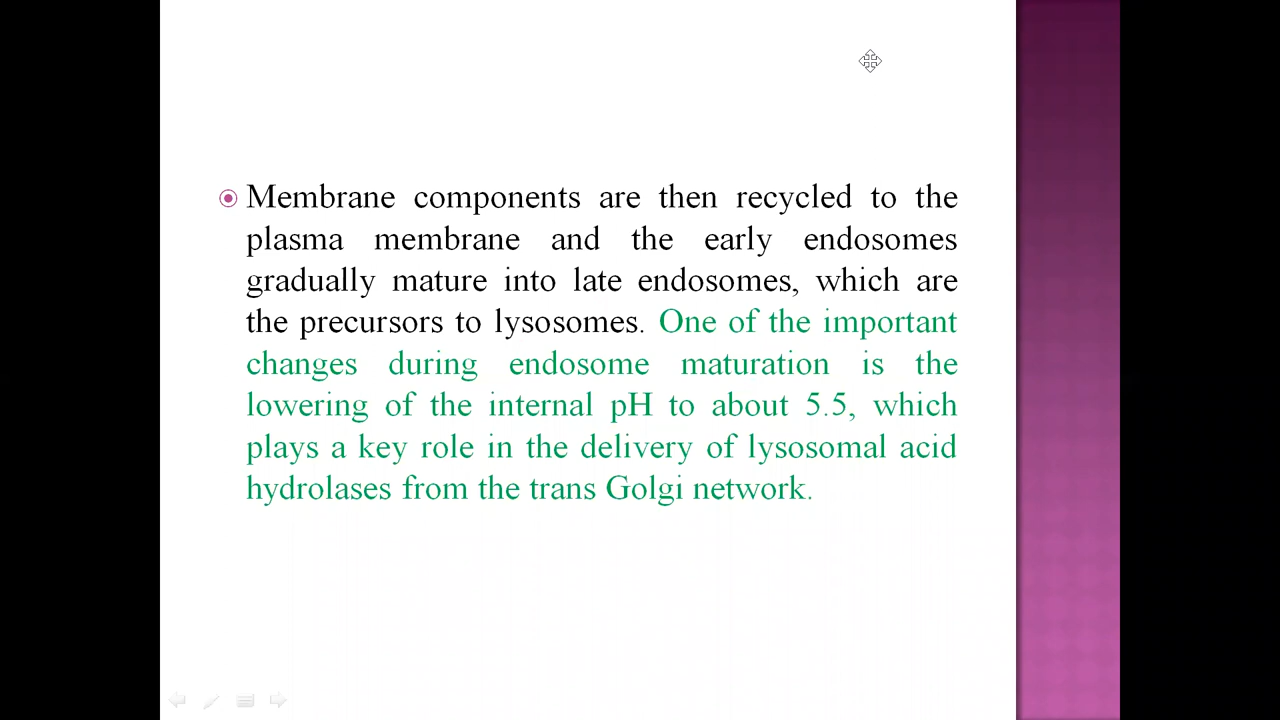 Membrane components are then recycled to the
plasma membrane and the early endosomes
gradually mature into late endosomes, which are
the precursors to lysosomes. One of the important
changes during endosome maturation is the
lowering of the internal pH to about 5.5, which
plays a key role in the delivery of lysosomal acid
hydrolases from the trans Golgi network.